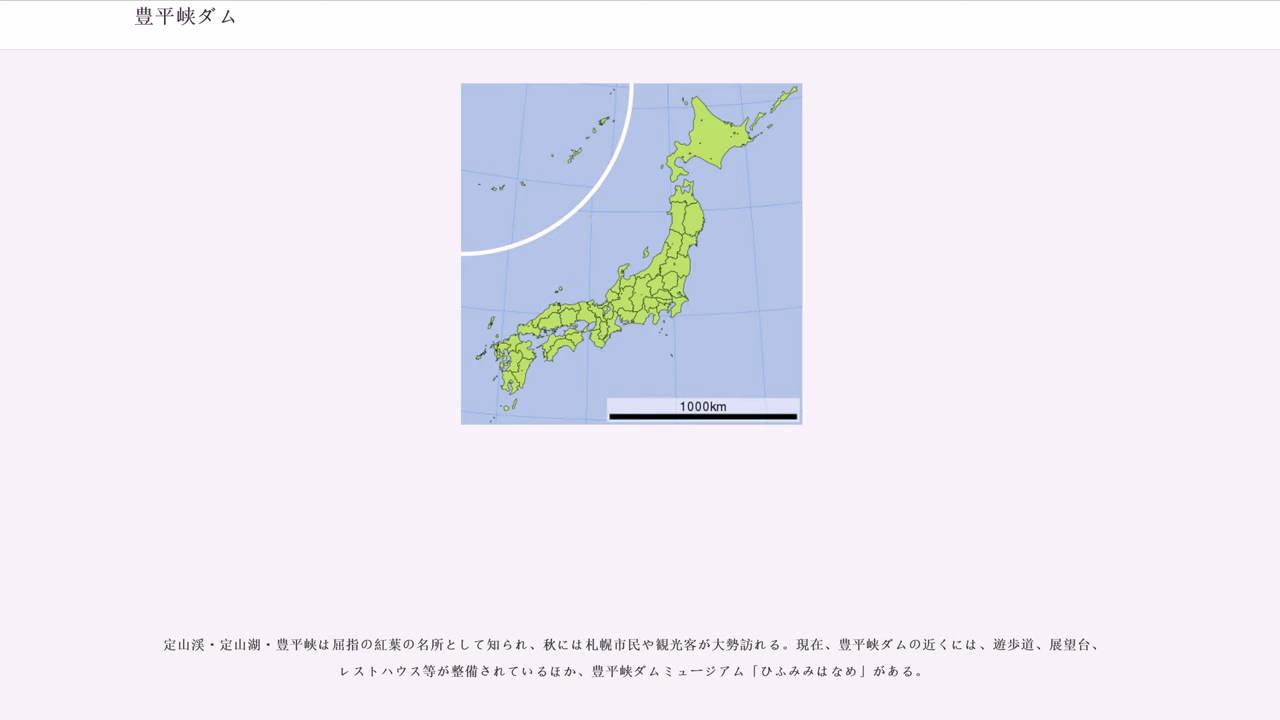 豊平峡ダム
1000km
定山渓・定山湖・豊平峡は屈指の紅葉の名所として知られ、秋には札幌市民や観光客が大勢訪れる。現在、豊平峡ダムの近くには、遊歩道、展望台、
レストハウス等が整備されているほか、豊平峡ダムミュージアム「ひふみみはなめ」がある。